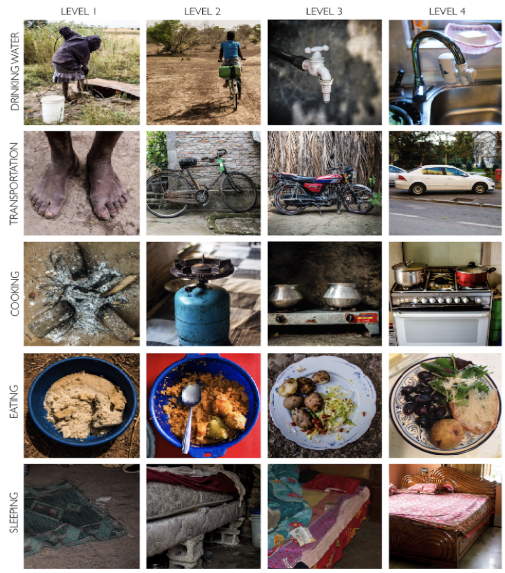 LEVEL 1
LEVEL 2
LEVEL 3
LEVEL 4
DRINKING WATER
TRANSPORTATION
COOKING
EATING
SLEEPING